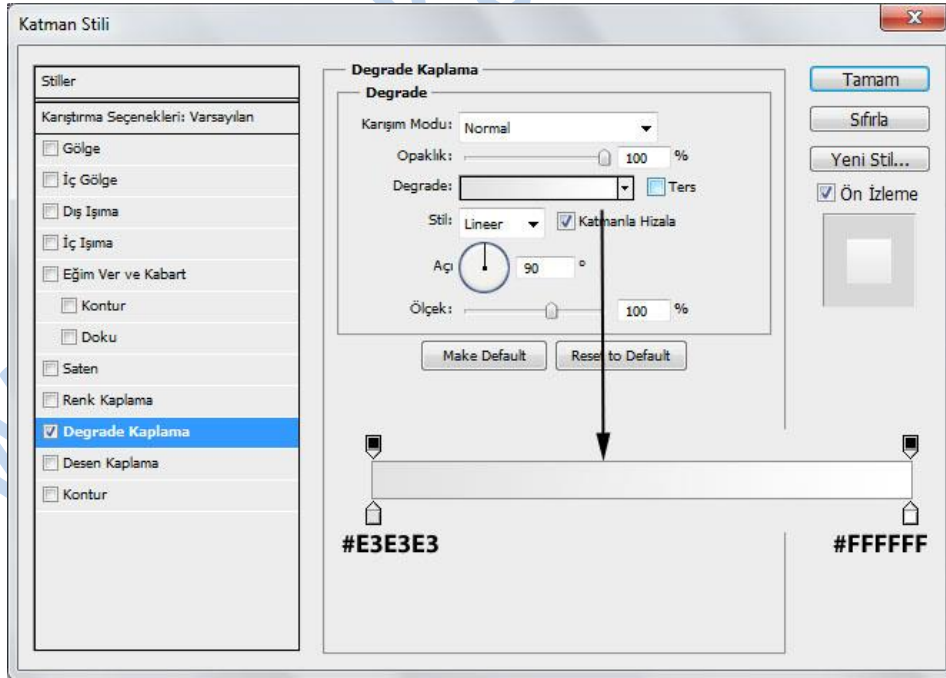 Katman Stili
Stiller
Karıştırma Seçenekleri: Varsayılan
Gölge
İç Gölge
Dış Işıma
İç Işıma
Eğim Ver ve Kabart
Kontur
Doku
Saten
Renk Kaplama
Degrade Kaplama
Desen Kaplama
Kontur
Degrade Kaplama
Degrade
Karışım Modu: Normal
Opaklık: 100 %
Degrade: Ters
Stil: Lineer Katmanla Hizala
Açı 90 °
Ölçek: 100 %
Make Default Reset to Default
#E3E3E3 #FFFFFF
Tamam
Sıfırla
Yeni Stil...
Ön İzleme